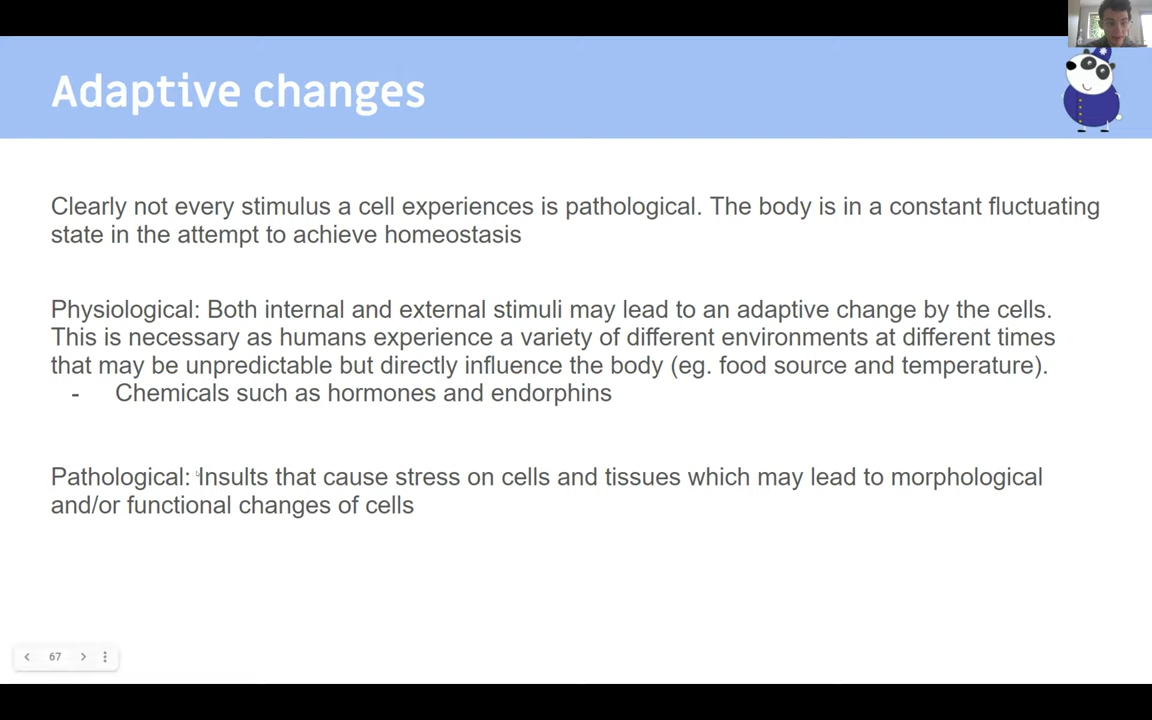 Adaptive changes
Clearly not every stimulus a cell experiences is pathological. The body is in a constant fluctuating
state in the attempt to achieve homeostasis
Physiological: Both internal and external stimuli may lead to an adaptive change by the cells.
This is necessary as humans experience a variety of different environments at different times
that may be unpredictable but directly influence the body (eg. food source and temperature).
- Chemicals such as hormones and endorphins
Pathological: Insults that cause stress on cells and tissues which may lead to morphological
and/or functional changes of cells
67